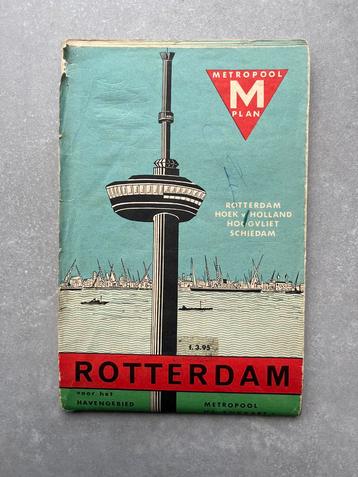 METROPOOL
M
PLAN
ROTTERDAM
HOEK v HOLLAND
HOOGVLIET
SCHIEDAM
f. 3.95
ROTTERDAM
voor het
HAVENGEBIED
METROPOOL